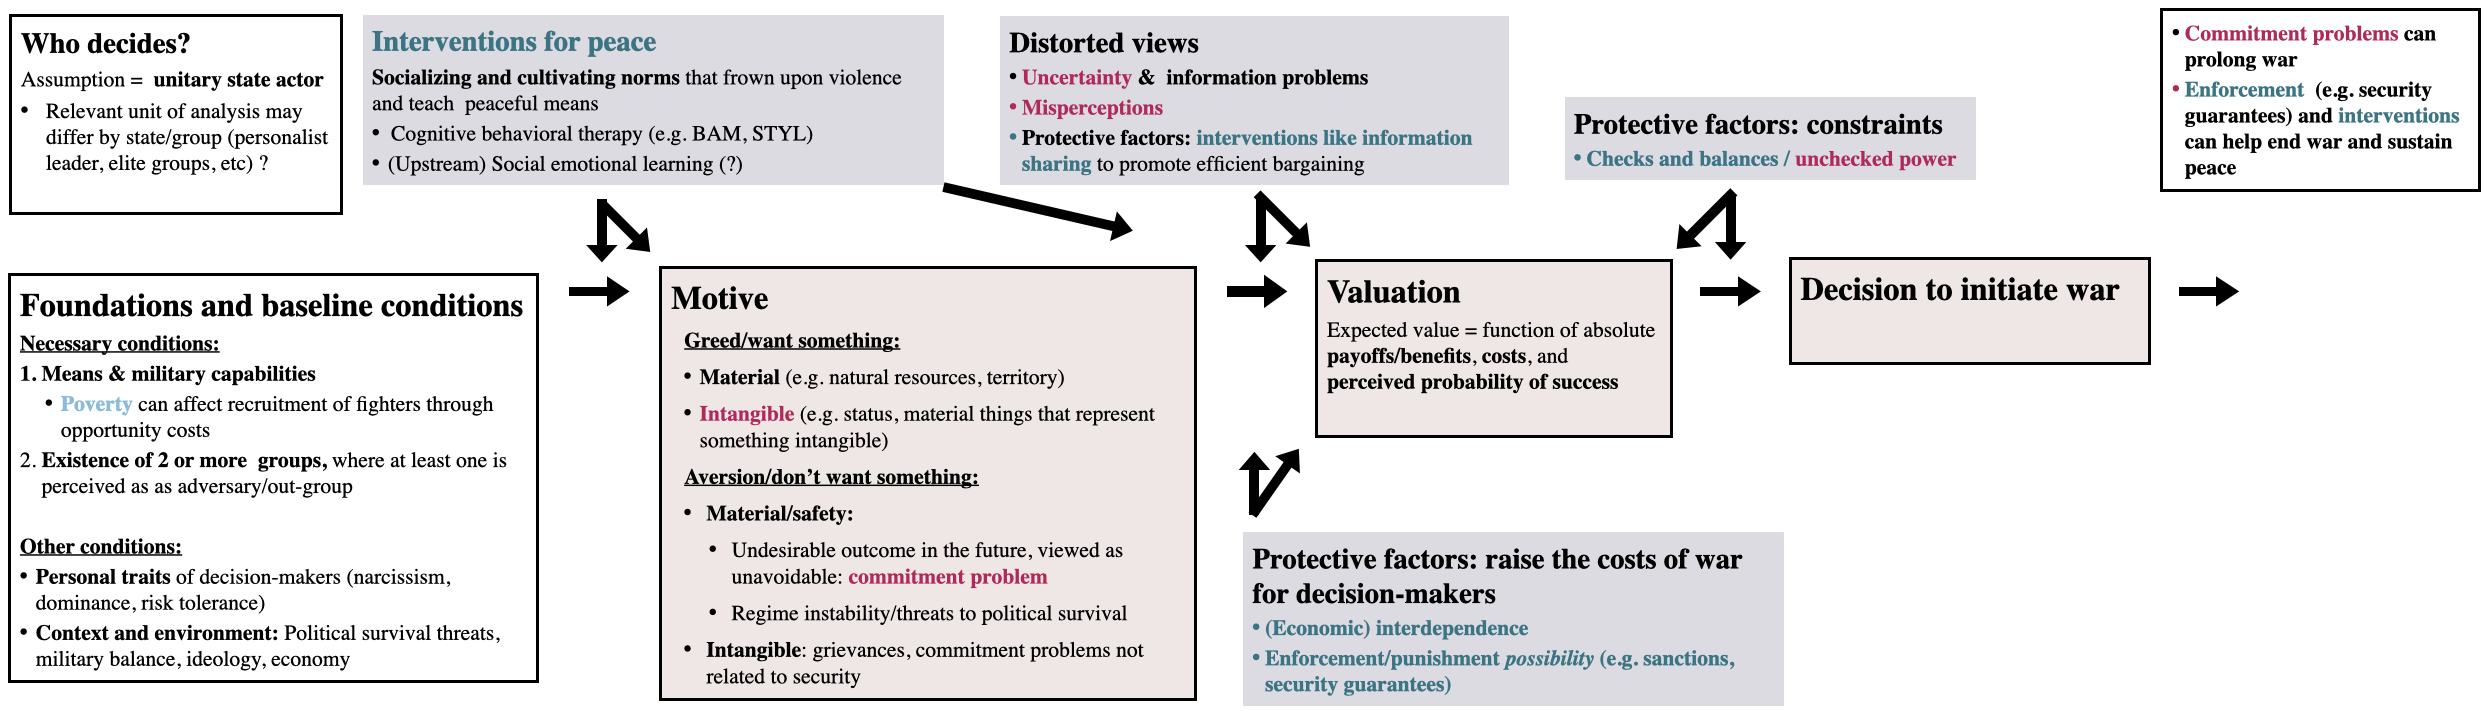 Who decides?
Assumption = unitary state actor
• Relevant unit of analysis may
differ by state/group (personalist
leader, elite groups, etc) ?
Interventions for peace
Socializing and cultivating norms that frown upon violence
and teach peaceful means
• Cognitive behavioral therapy (e.g. BAM, STYL)
• (Upstream) Social emotional learning (?)
Distorted views
• Uncertainty & information problems
• Misperceptions
• Protective factors: interventions like information
sharing to promote efficient bargaining
Protective factors: constraints
• Checks and balances / unchecked power
• Commitment problems can
prolong war
• Enforcement (e.g. security
guarantees) and interventions
can help end war and sustain
peace
Foundations and baseline conditions
Necessary conditions:
1. Means & military capabilities
• Poverty can affect recruitment of fighters through
opportunity costs
2. Existence of 2 or more groups, where at least one is
perceived as as adversary/out-group
Other conditions:
• Personal traits of decision-makers (narcissism,
dominance, risk tolerance)
• Context and environment: Political survival threats,
military balance, ideology, economy
Motive
Greed/want something:
• Material (e.g. natural resources, territory)
• Intangible (e.g. status, material things that represent
something intangible)
Aversion/don’t want something:
• Material/safety:
• Undesirable outcome in the future, viewed as
unavoidable: commitment problem
• Regime instability/threats to political survival
• Intangible: grievances, commitment problems not
related to security
Valuation
Expected value = function of absolute
payoffs/benefits, costs, and
perceived probability of success
Decision to initiate war
Protective factors: raise the costs of war
for decision-makers
• (Economic) interdependence
• Enforcement/punishment possibility (e.g. sanctions,
security guarantees)